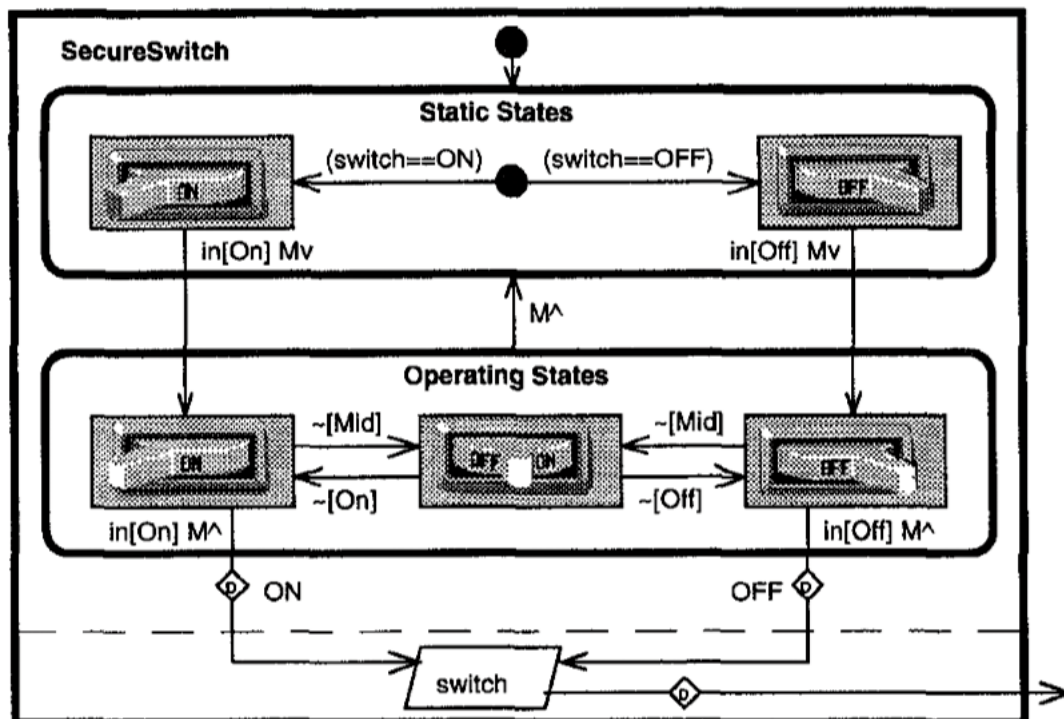 SecureSwitch
Static States
(switch==ON) (switch==OFF)
ON
OFF
in[On] Mv
in[Off] Mv
M^
Operating States
~[Mid]
~[Mid]
ON
OFF ON
OFF
~[On]
~[Off]
in[On] M^
in[Off] M^
D ON
OFF D
switch
D